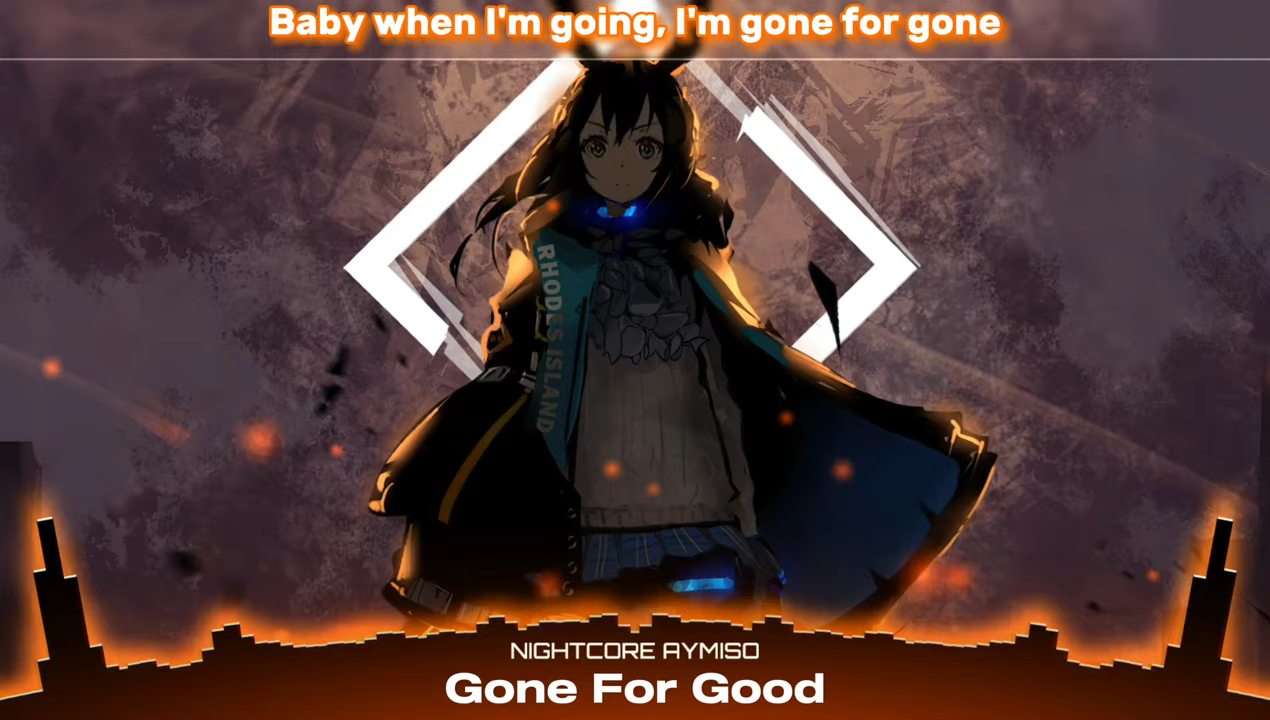 Baby when I'm going, I'm gone for gone
RHODES ISLAND
NIGHTCORE AYMISO
Gone For Good